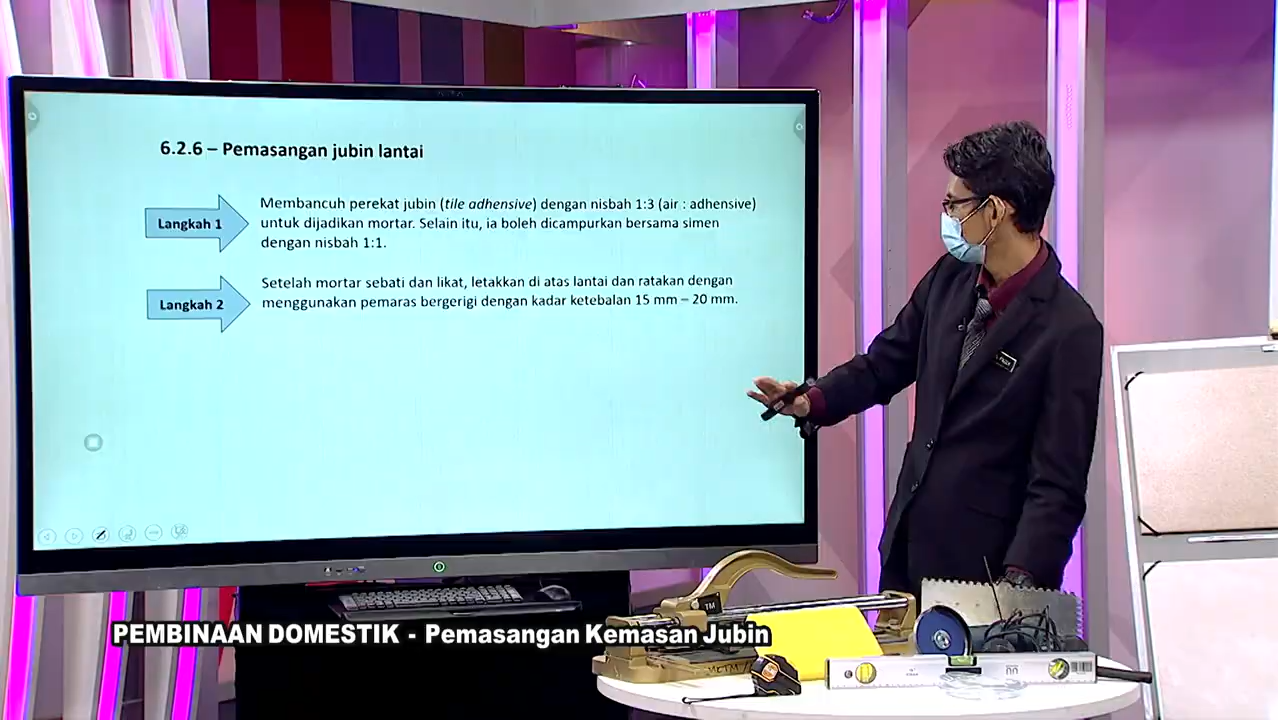 6.2.6 – Pemasangan jubin lantai
Langkah 1
Membancuh perekat jubin (tile adhensive) dengan nisbah 1:3 (air : adhensive)
untuk dijadikan mortar. Selain itu, ia boleh dicampurkan bersama simen
dengan nisbah 1:1.
Langkah 2
Setelah mortar sebati dan likat, letakkan di atas lantai dan ratakan dengan
menggunakan pemaras bergerigi dengan kadar ketebalan 15 mm – 20 mm.
TM
PEMBINAAN DOMESTIK - Pemasangan Kemasan Jubin